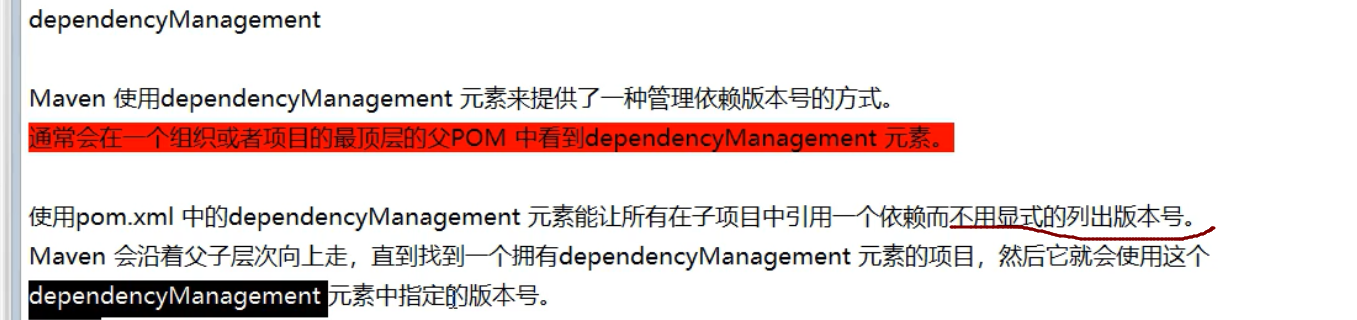 dependencyManagement
Maven 使用dependencyManagement 元素来提供了一种管理依赖版本号的方式。
通常会在一个组织或者项目的最顶层的父POM 中看到dependencyManagement 元素。
使用pom.xml 中的dependencyManagement 元素能让所有在子项目中引用一个依赖而不用显式的列出版本号。
Maven 会沿着父子层次向上走，直到找到一个拥有dependencyManagement 元素的项目，然后它就会使用这个
dependencyManagement 元素中指定的版本号。